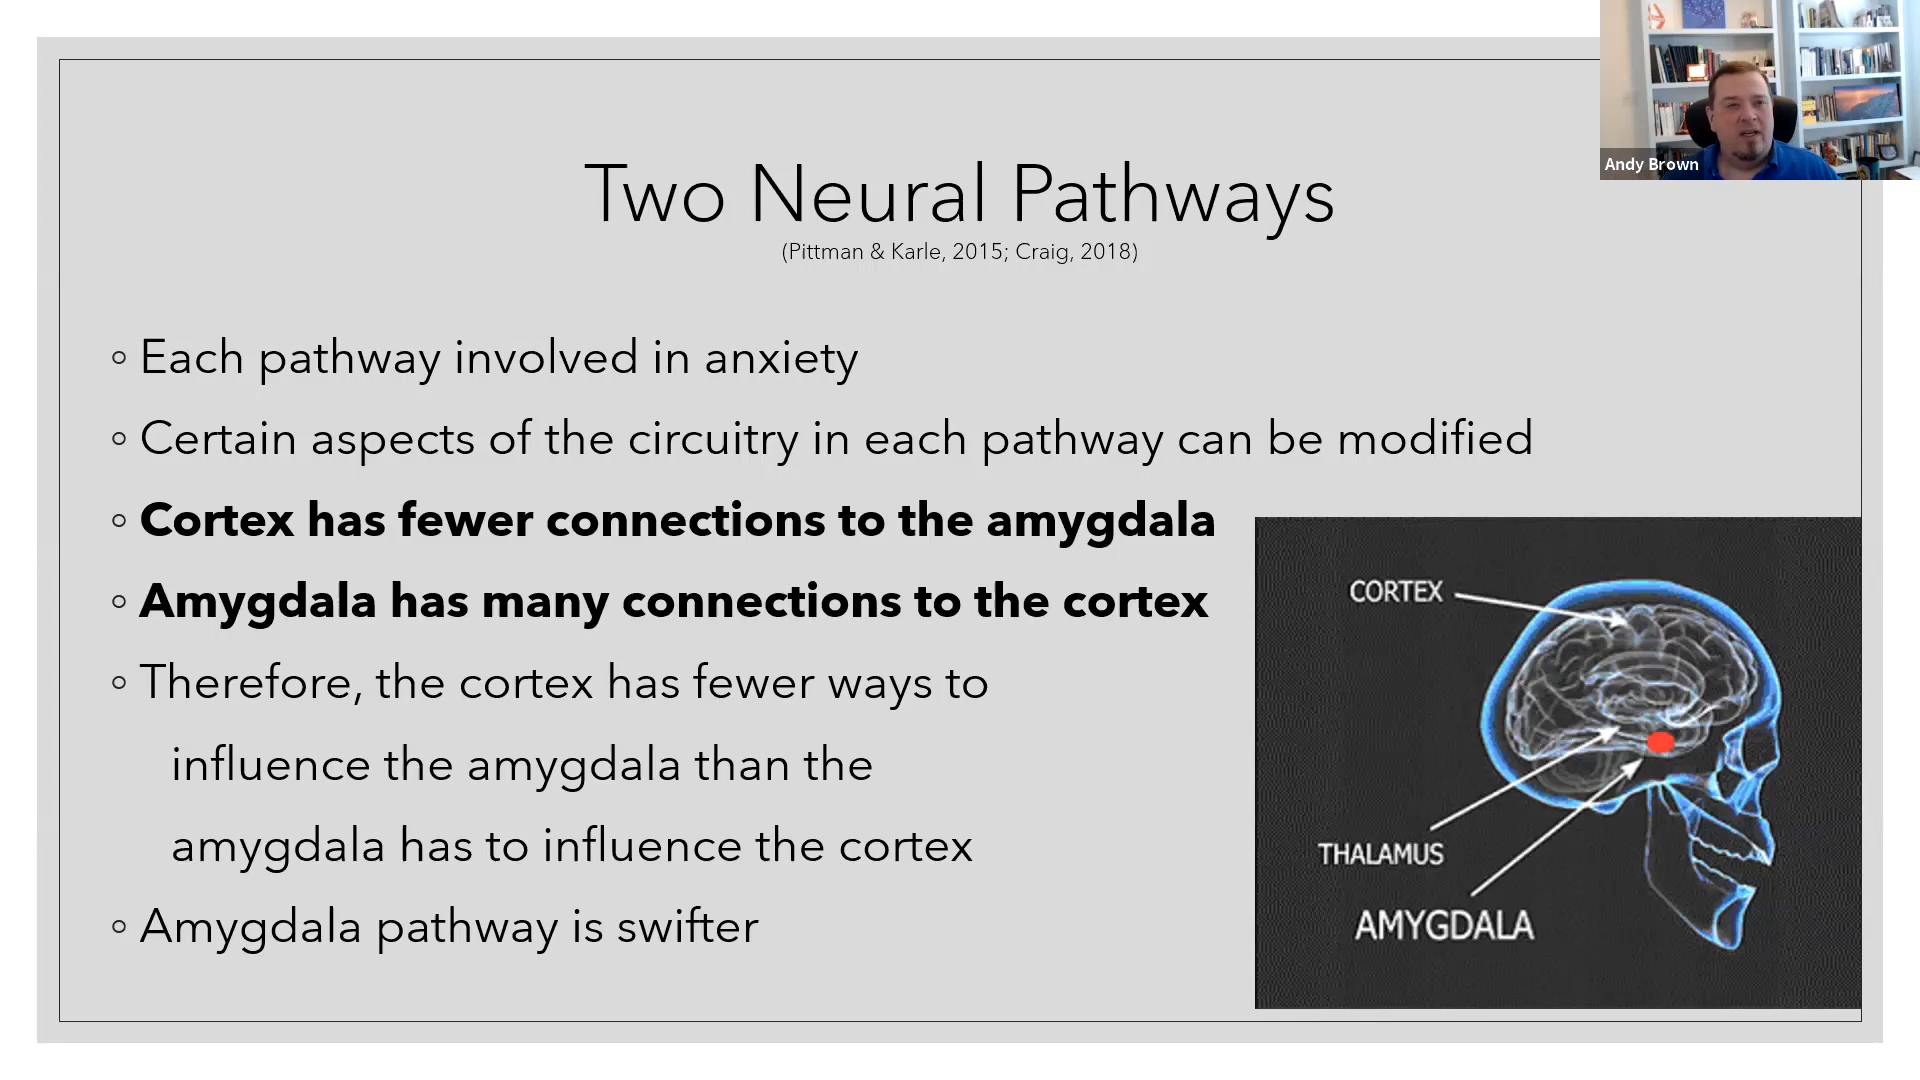 Andy Brown
Two Neural Pathways
(Pittman & Karle, 2015; Craig, 2018)
◦ Each pathway involved in anxiety
◦ Certain aspects of the circuitry in each pathway can be modified
◦ Cortex has fewer connections to the amygdala
◦ Amygdala has many connections to the cortex
◦ Therefore, the cortex has fewer ways to
influence the amygdala than the
amygdala has to influence the cortex
◦ Amygdala pathway is swifter
CORTEX
THALAMUS
AMYGDALA